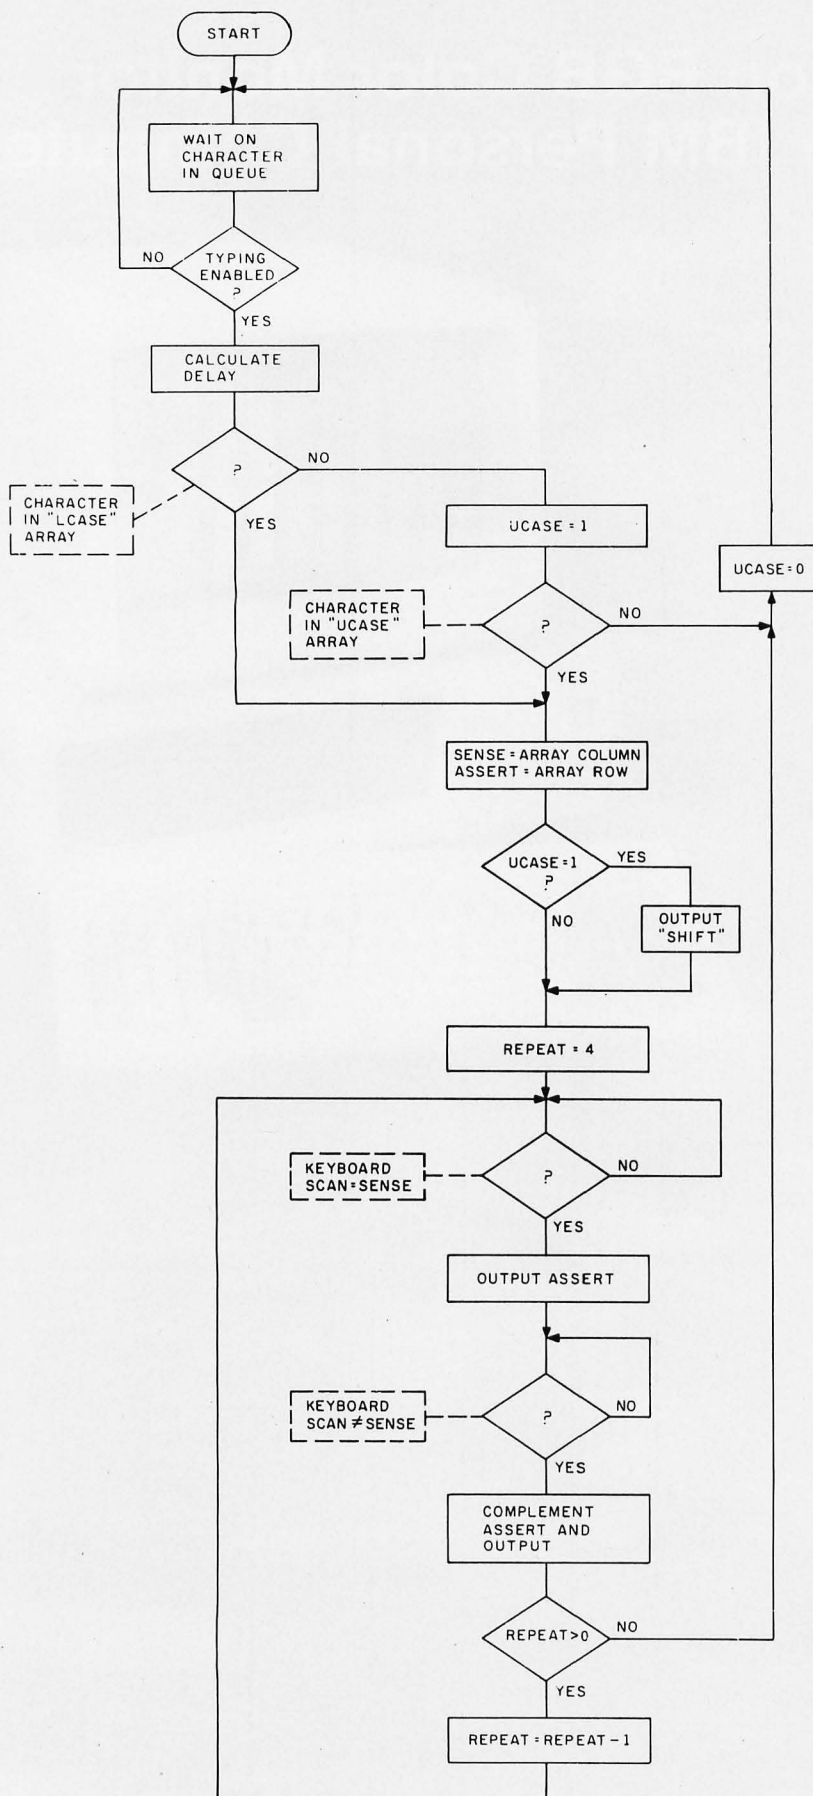 START
WAIT ON
CHARACTER
IN QUEUE
TYPING
ENABLED
?
NO
YES
CALCULATE
DELAY
?
NO
YES
CHARACTER
IN "LCASE"
ARRAY
UCASE=1
UCASE=0
CHARACTER
IN "UCASE"
ARRAY
?
NO
YES
SENSE=ARRAY COLUMN
ASSERT=ARRAY ROW
UCASE=1
?
YES
NO
OUTPUT
"SHIFT"
REPEAT=4
KEYBOARD
SCAN=SENSE
?
NO
YES
OUTPUT ASSERT
KEYBOARD
SCAN≠SENSE
?
NO
YES
COMPLEMENT
ASSERT AND
OUTPUT
REPEAT>0
NO
YES
REPEAT=REPEAT-1